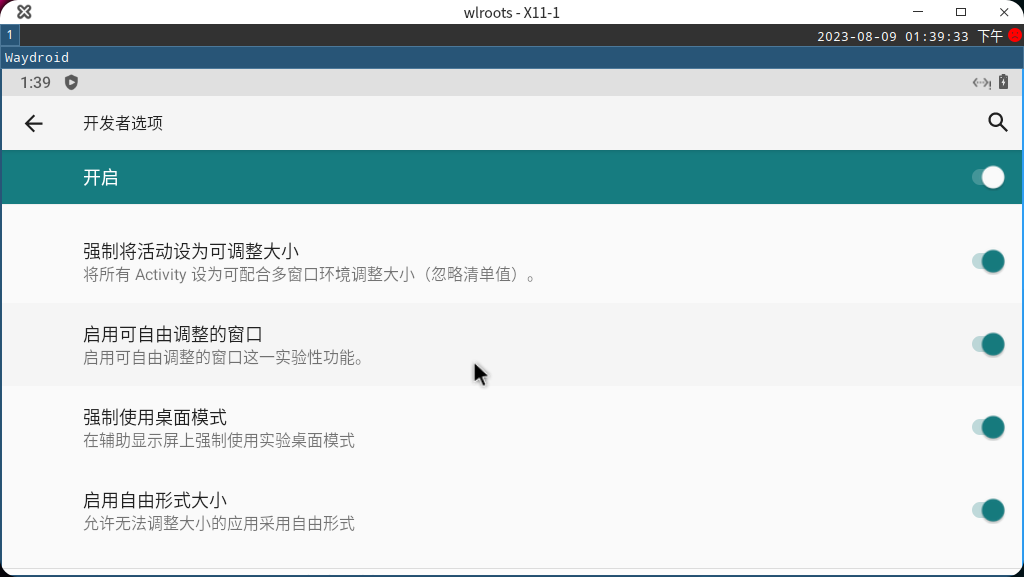 wlroots - X11-1
1
2023-08-09 01:39:33 下午
Waydroid
1:39
开发者选项
开启
强制将活动设为可调整大小
将所有 Activity 设为可配合多窗口环境调整大小（忽略清单值）。
启用可自由调整的窗口
启用可自由调整的窗口这一实验性功能。
强制使用桌面模式
在辅助显示屏上强制使用实验桌面模式
启用自由形式大小
允许无法调整大小的应用采用自由形式